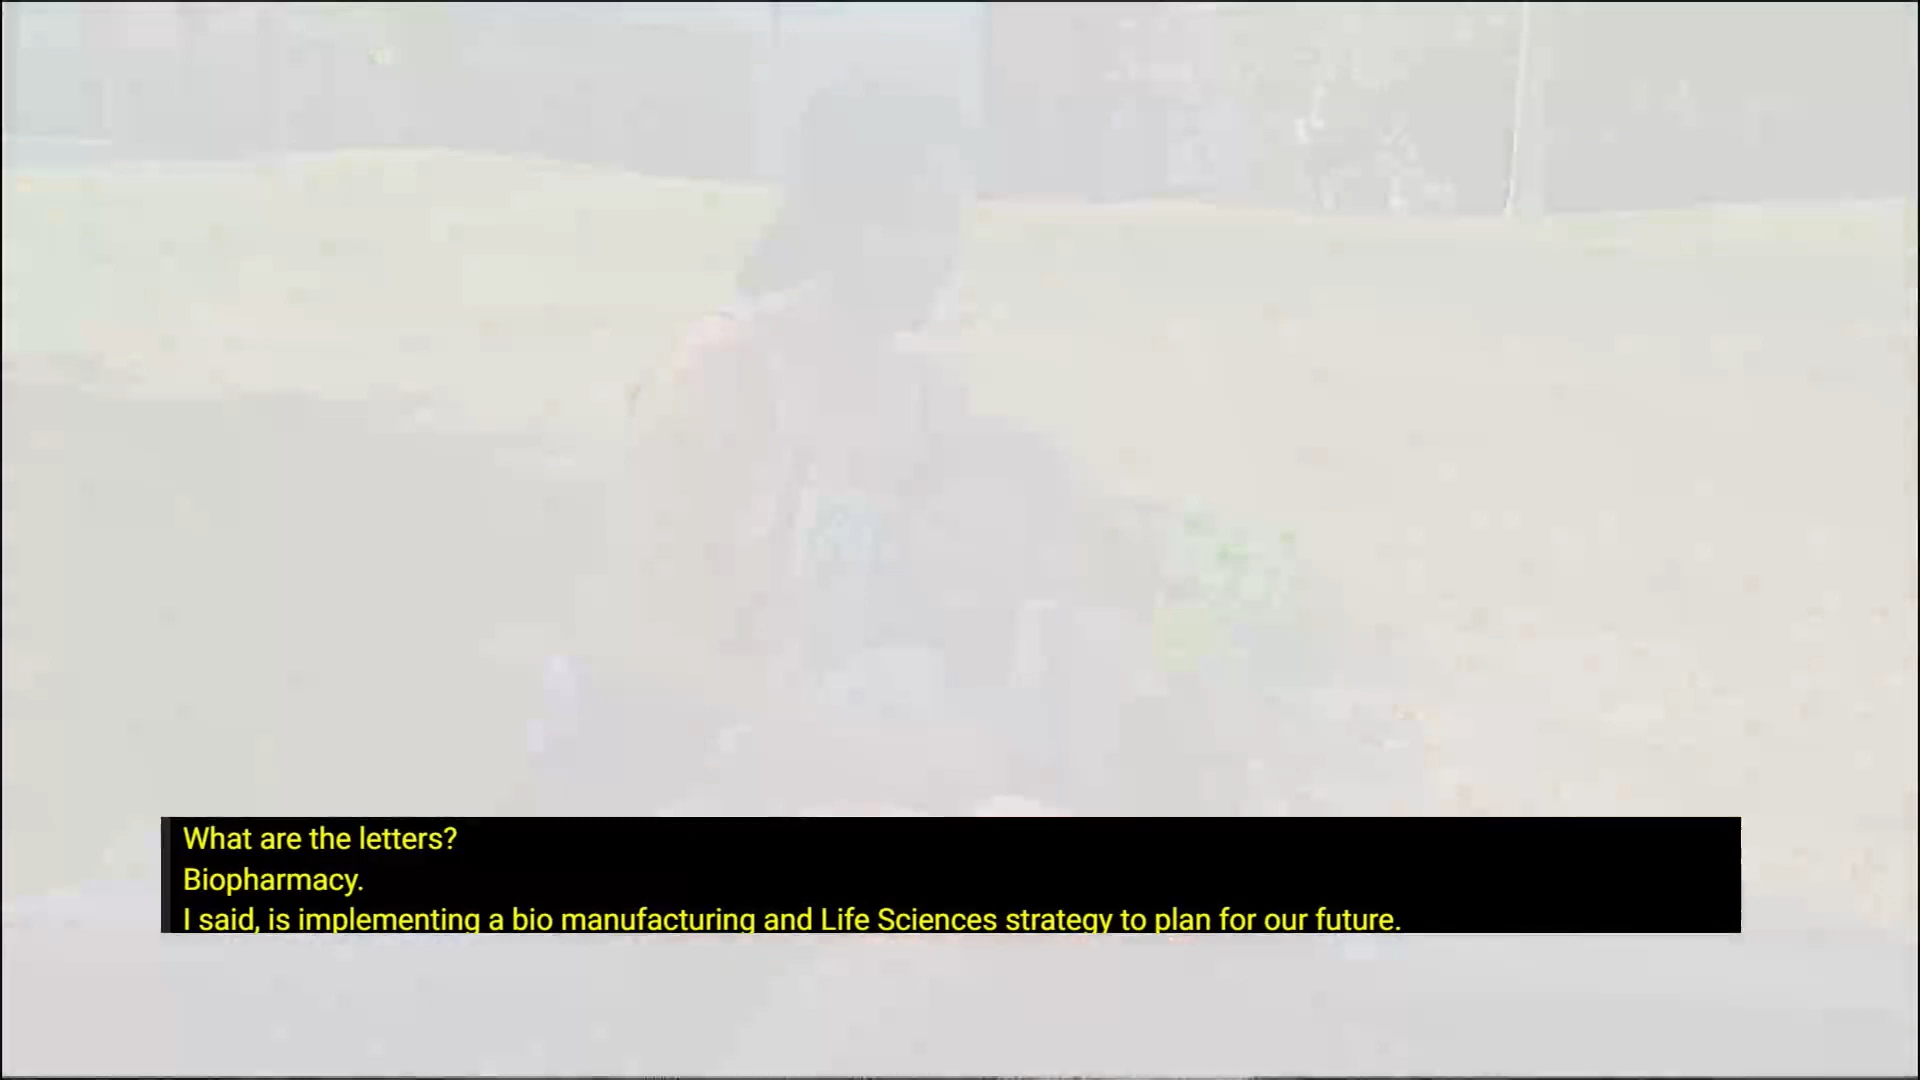 What are the letters?
Biopharmacy.
I said, is implementing a bio manufacturing and Life Sciences strategy to plan for our future.